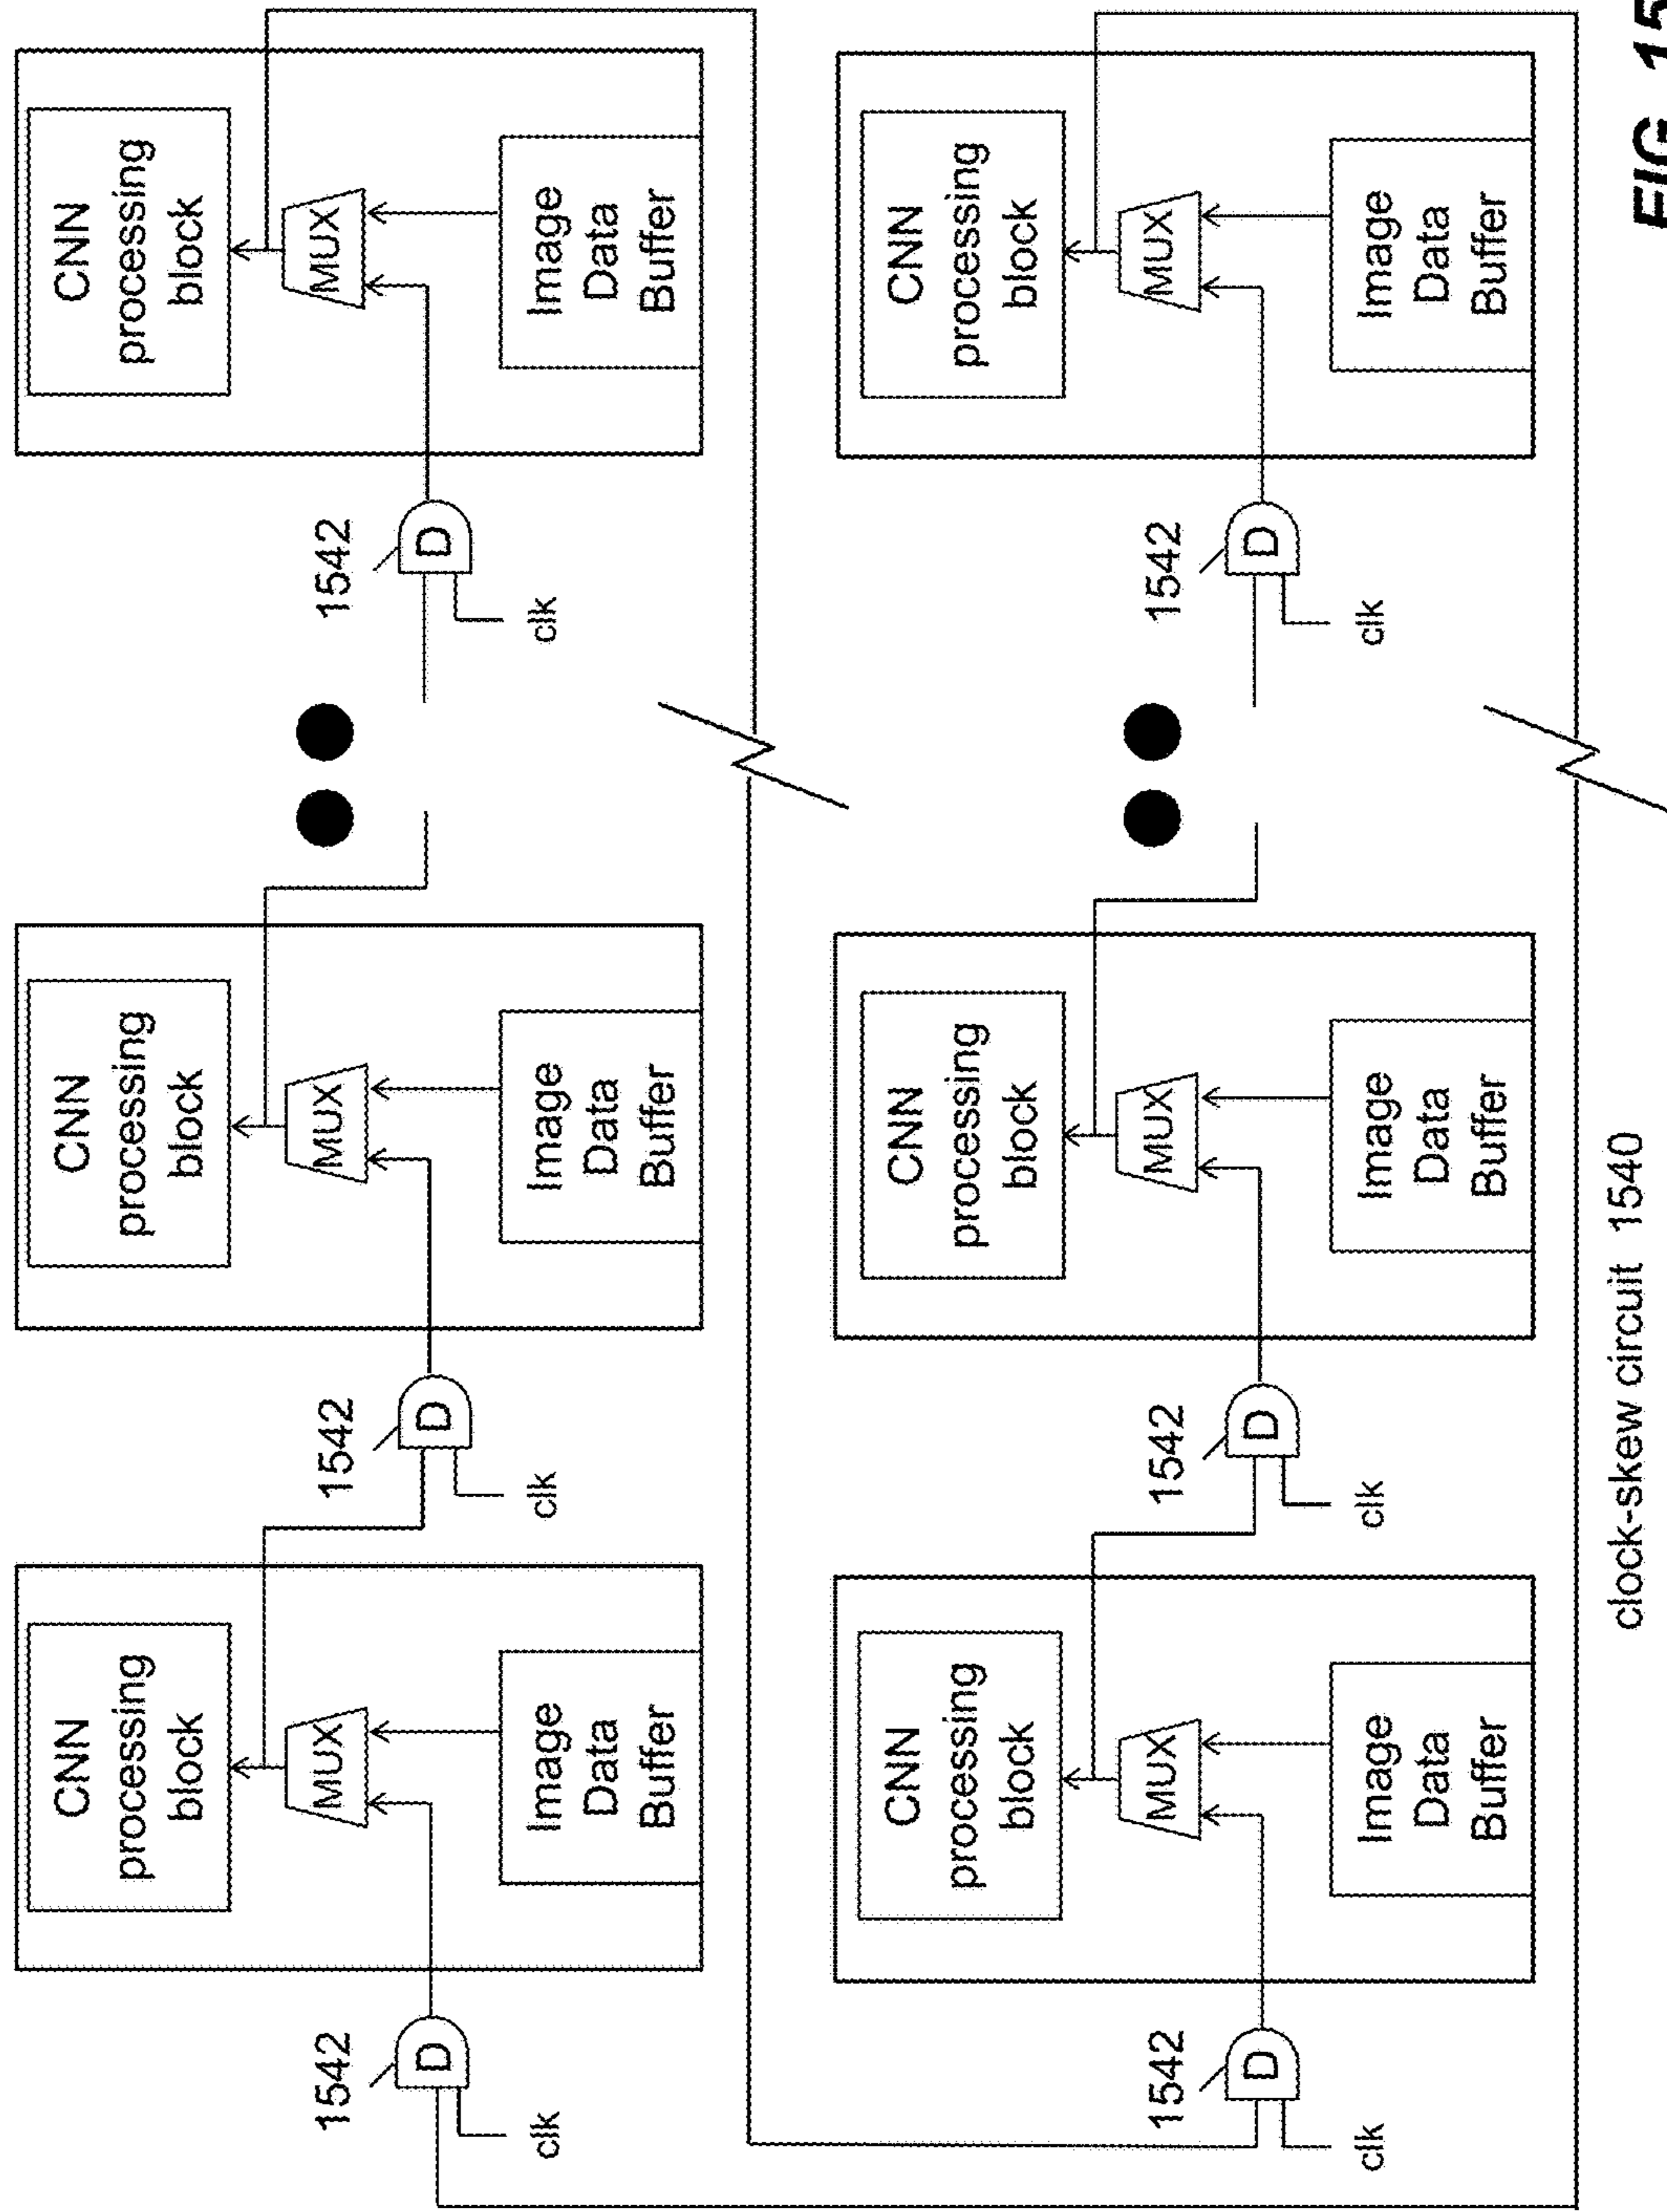 1542
D
clk
CNN
processing
block
MUX
Image
Data
Buffer
1542
D
clk
CNN
processing
block
MUX
Image
Data
Buffer
1542
D
clk
CNN
processing
block
MUX
Image
Data
Buffer
1542
D
clk
CNN
processing
block
MUX
Image
Data
Buffer
1542
D
clk
CNN
processing
block
MUX
Image
Data
Buffer
1542
D
clk
CNN
processing
block
MUX
Image
Data
Buffer
clock-skew circuit 1540
FIG 15